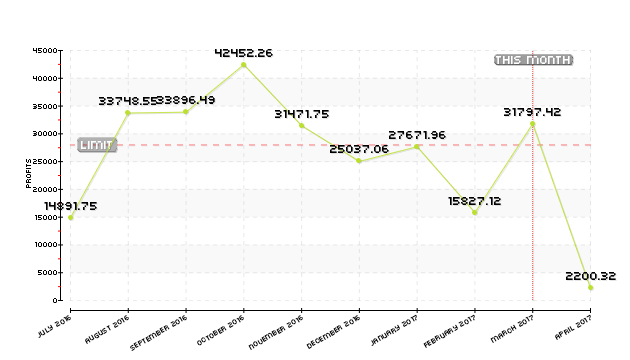 THIS MONTH
42452.26
45000
40000
35000
30000
25000
20000
15000
10000
5000
0
PROFITS
LIMIT
14891.75
33748.55
33896.49
31471.75
25037.06
27671.96
15827.12
31797.42
2200.32
JULY 2016
AUGUST 2016
SEPTEMBER 2016
OCTOBER 2016
NOVEMBER 2016
DECEMBER 2016
JANUARY 2017
FEBRUARY 2017
MARCH 2017
APRIL 2017